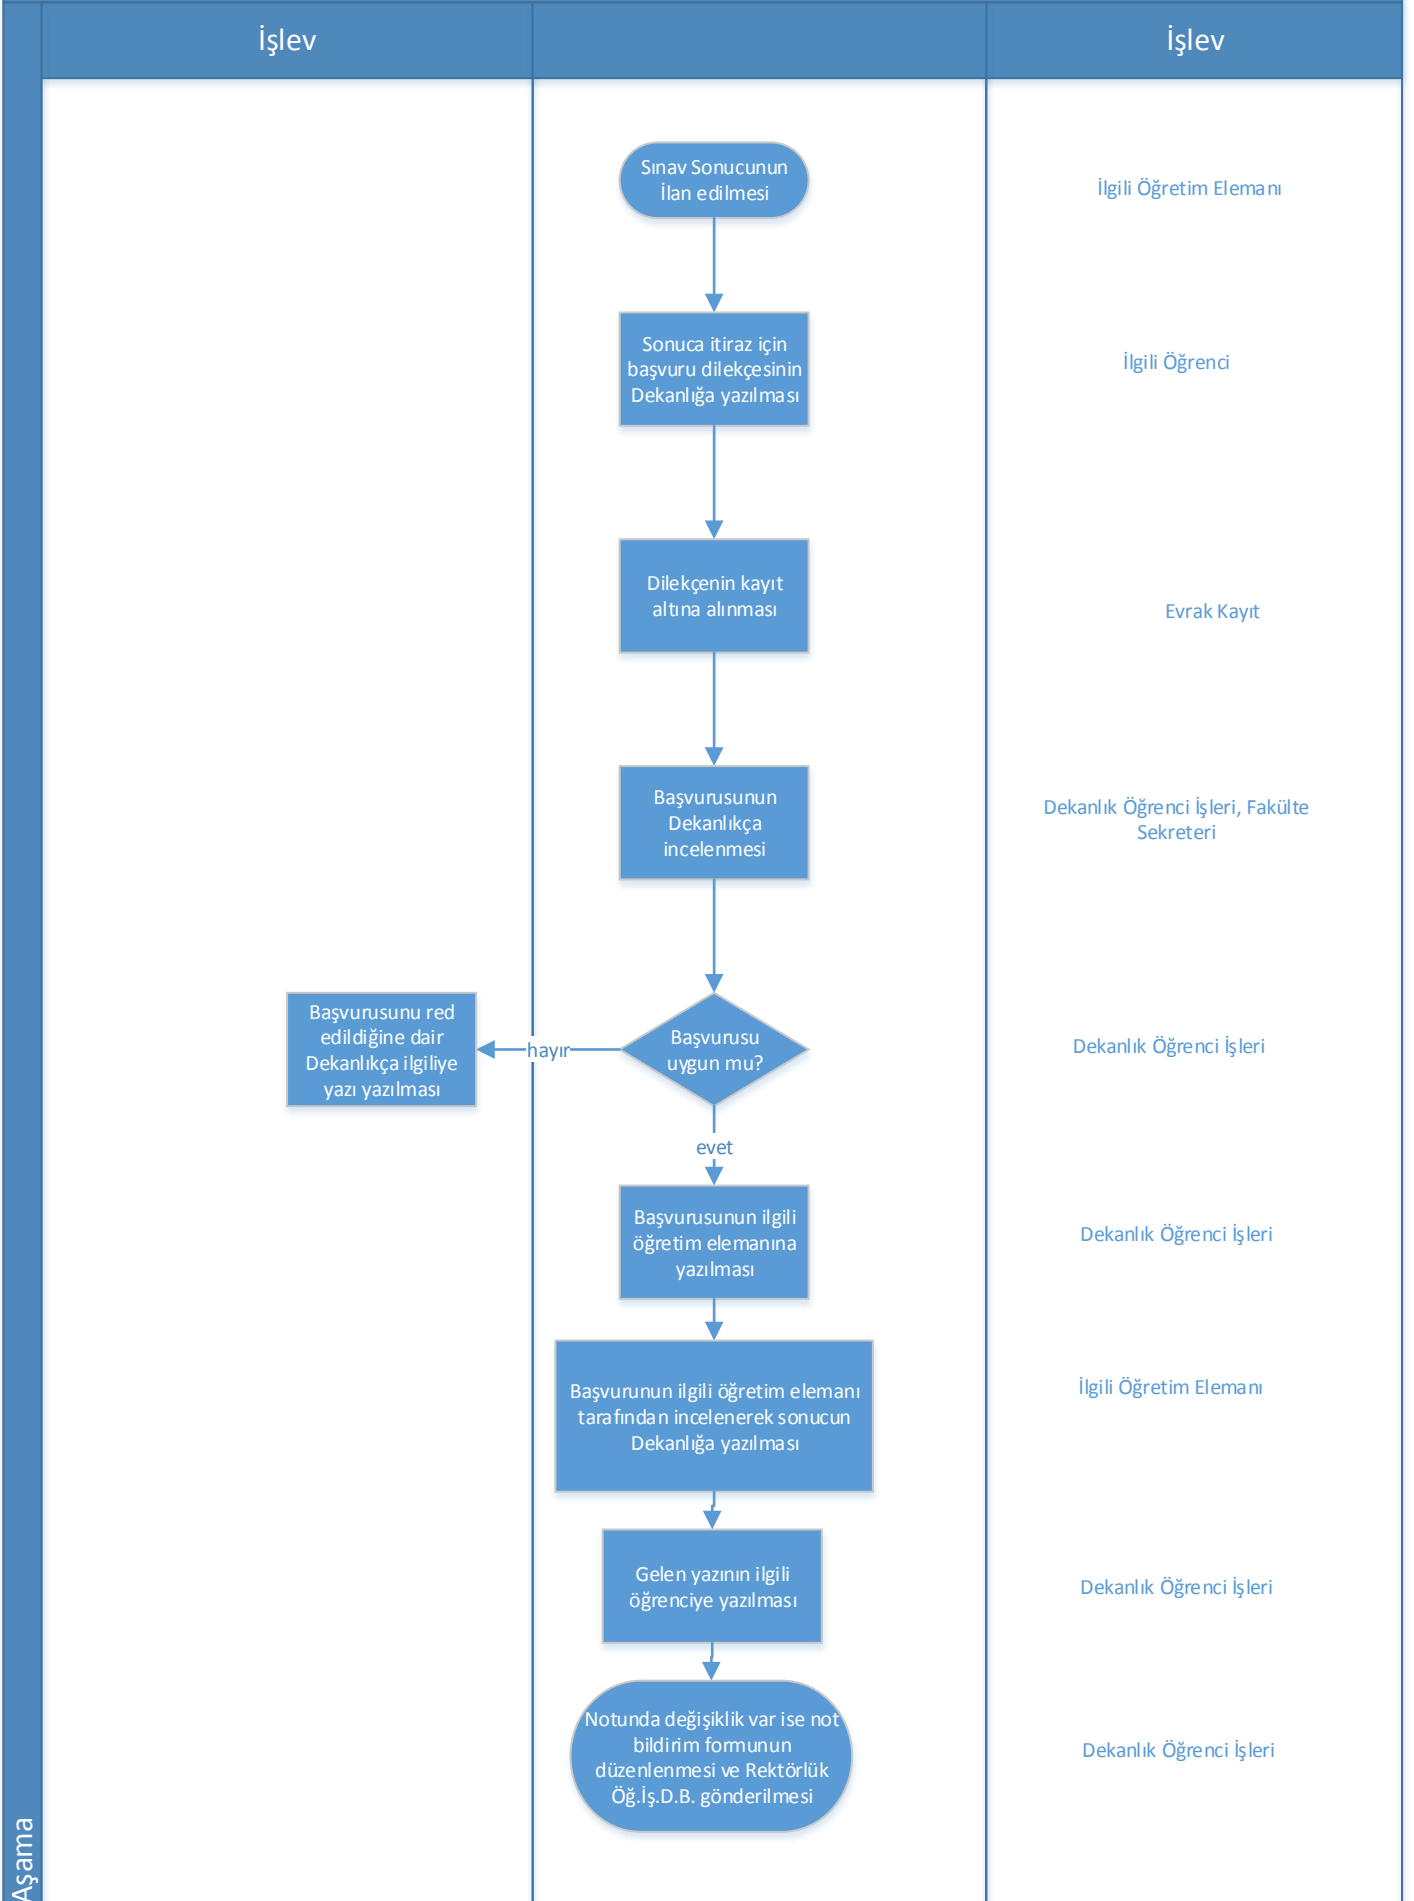 İşlev
İşlev
Sınav Sonucunun
İlan edilmesi
İlgili Öğretim Elemanı
Sonuca itiraz için
başvuru dilekçesinin
Dekanlığa yazılması
İlgili Öğrenci
Dilekçenin kayıt
altına alınması
Evrak Kayıt
Başvurusunun
Dekanlıkça
incelenmesi
Dekanlık Öğrenci İşleri, Fakülte
Sekreteri
Başvurusunu red
edildiğine dair
Dekanlıkça ilgiliye
yazı yazılması
hayır
Başvurusu
uygun mu?
Dekanlık Öğrenci İşleri
evet
Başvurusunun ilgili
öğretim elemanına
yazılması
Dekanlık Öğrenci İşleri
Başvurunun ilgili öğretim elemanı
tarafından incelenerek sonucun
Dekanlığa yazılması
İlgili Öğretim Elemanı
Gelen yazının ilgili
öğrenciye yazılması
Dekanlık Öğrenci İşleri
Notunda değişiklik var ise not
bildirim formunun
düzenlenmesi ve Rektörlük
Öğ.İş.D.B. gönderilmesi
Dekanlık Öğrenci İşleri
Aşama